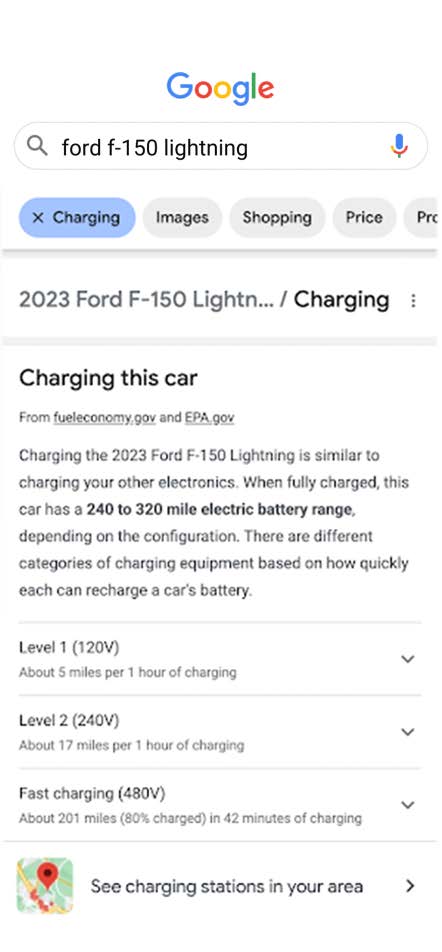 Google
ford f-150 lightning
× Charging Images Shopping Price Pro
2023 Ford F-150 Lightn... / Charging
Charging this car
From fueleconomy.gov and EPA.gov
Charging the 2023 Ford F-150 Lightning is similar to
charging your other electronics. When fully charged, this
car has a 240 to 320 mile electric battery range,
depending on the configuration. There are different
categories of charging equipment based on how quickly
each can recharge a car's battery.
Level 1 (120V)
About 5 miles per 1 hour of charging
Level 2 (240V)
About 17 miles per 1 hour of charging
Fast charging (480V)
About 201 miles (80% charged) in 42 minutes of charging
See charging stations in your area